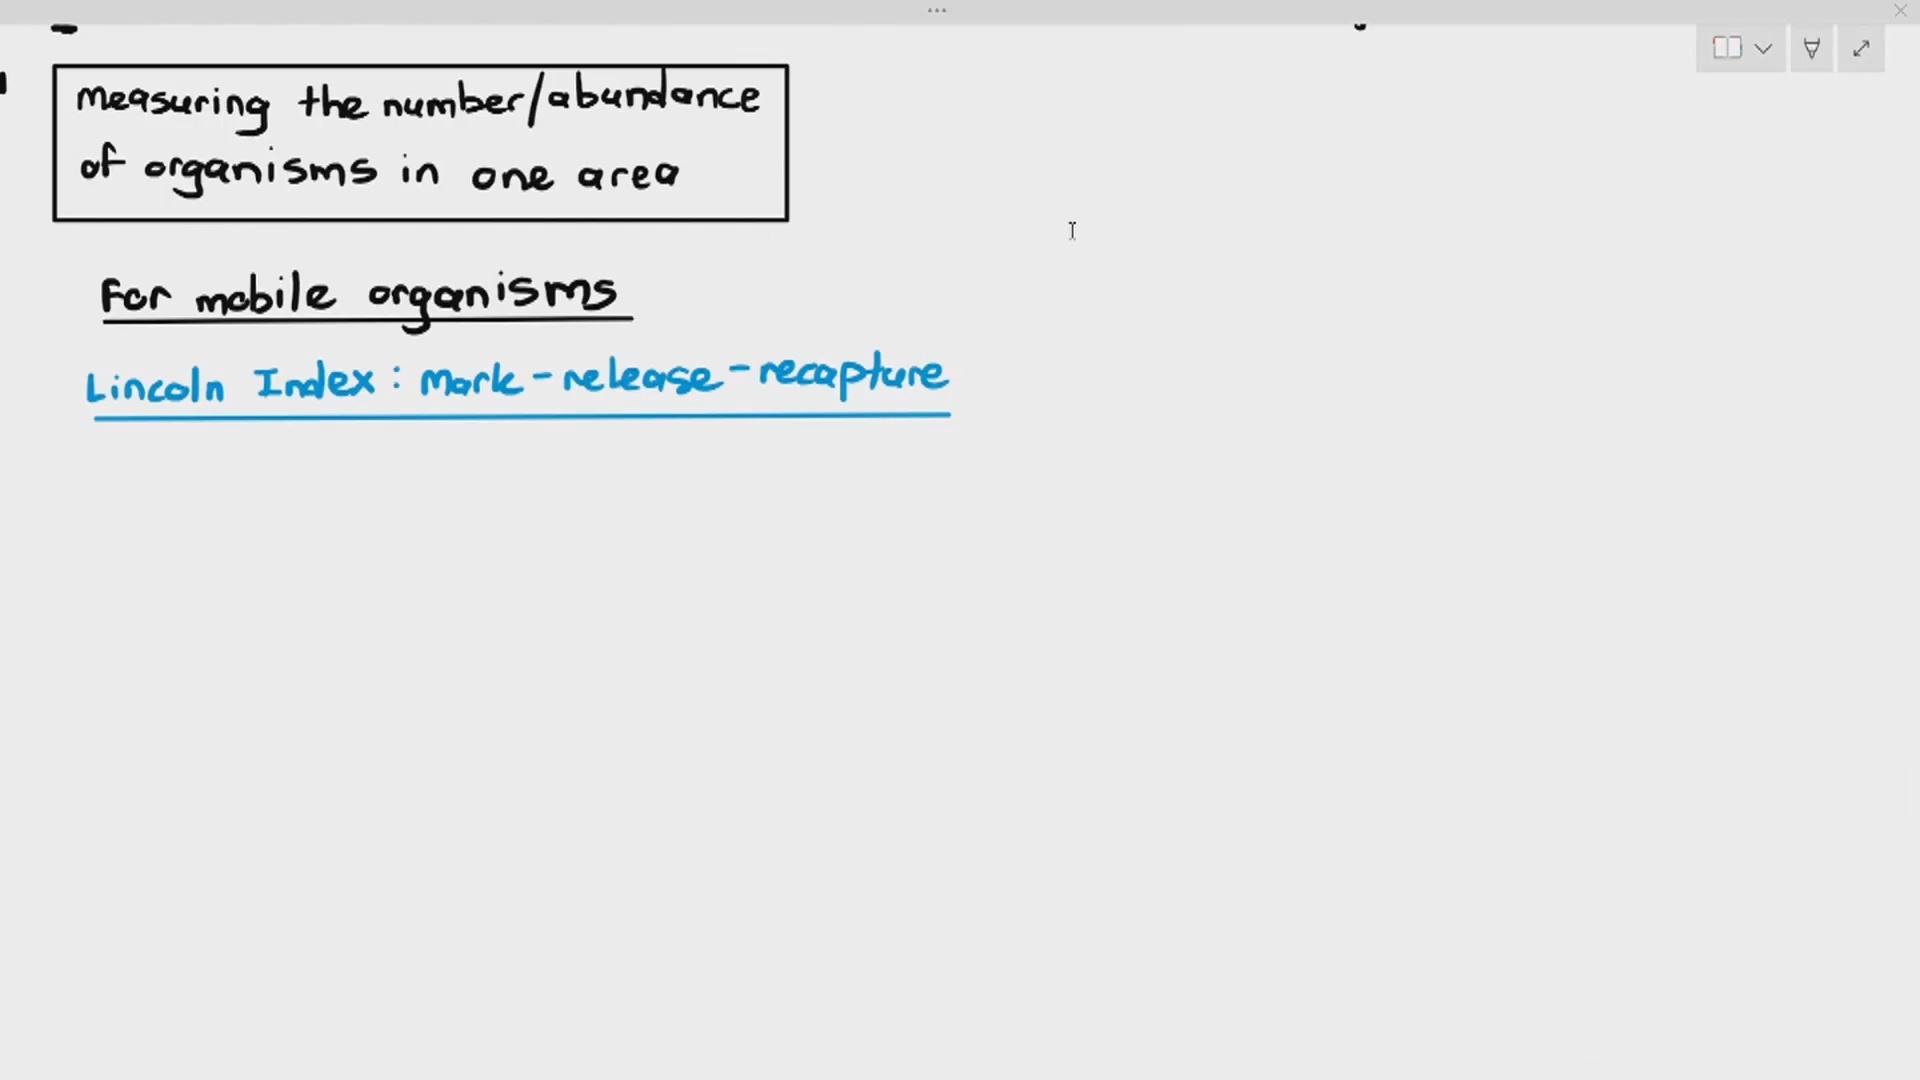 Measuring the number/abundance
of organisms in one area
For mobile organisms
Lincoln Index: mark-release-recapture